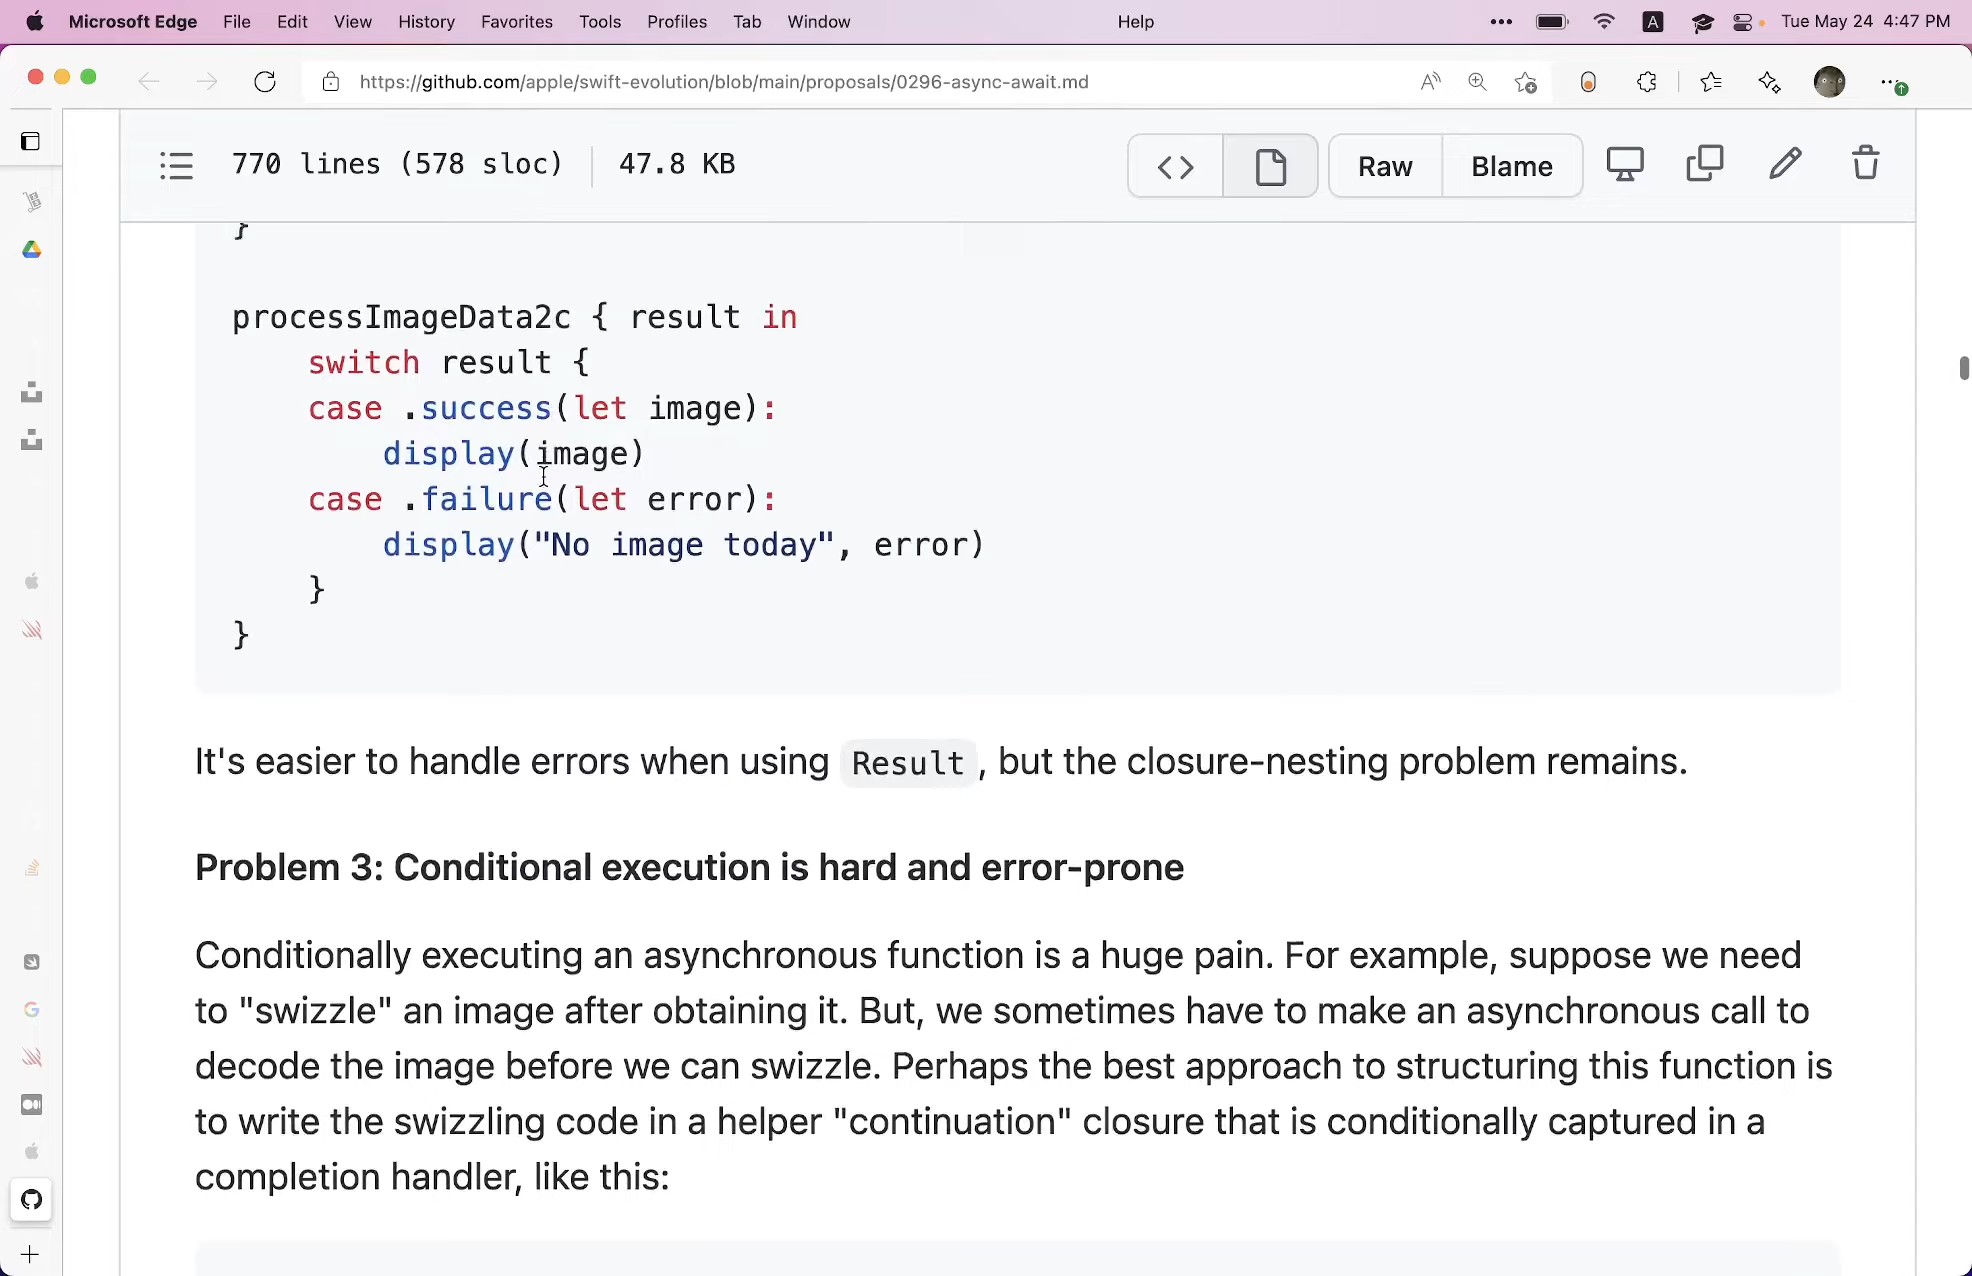 Microsoft Edge File Edit View History Favorites Tools Profiles Tab Window Help A Tue May 24 4:47 PM
https://github.com/apple/swift-evolution/blob/main/proposals/0296-async-await.md
770 lines (578 sloc) 47.8 KB Raw Blame
}
processImageData2c { result in
switch result {
case .success(let image):
display(image)
case .failure(let error):
display("No image today", error)
}
}
It's easier to handle errors when using Result, but the closure-nesting problem remains.
Problem 3: Conditional execution is hard and error-prone
Conditionally executing an asynchronous function is a huge pain. For example, suppose we need
to "swizzle" an image after obtaining it. But, we sometimes have to make an asynchronous call to
decode the image before we can swizzle. Perhaps the best approach to structuring this function is
to write the swizzling code in a helper "continuation" closure that is conditionally captured in a
completion handler, like this: